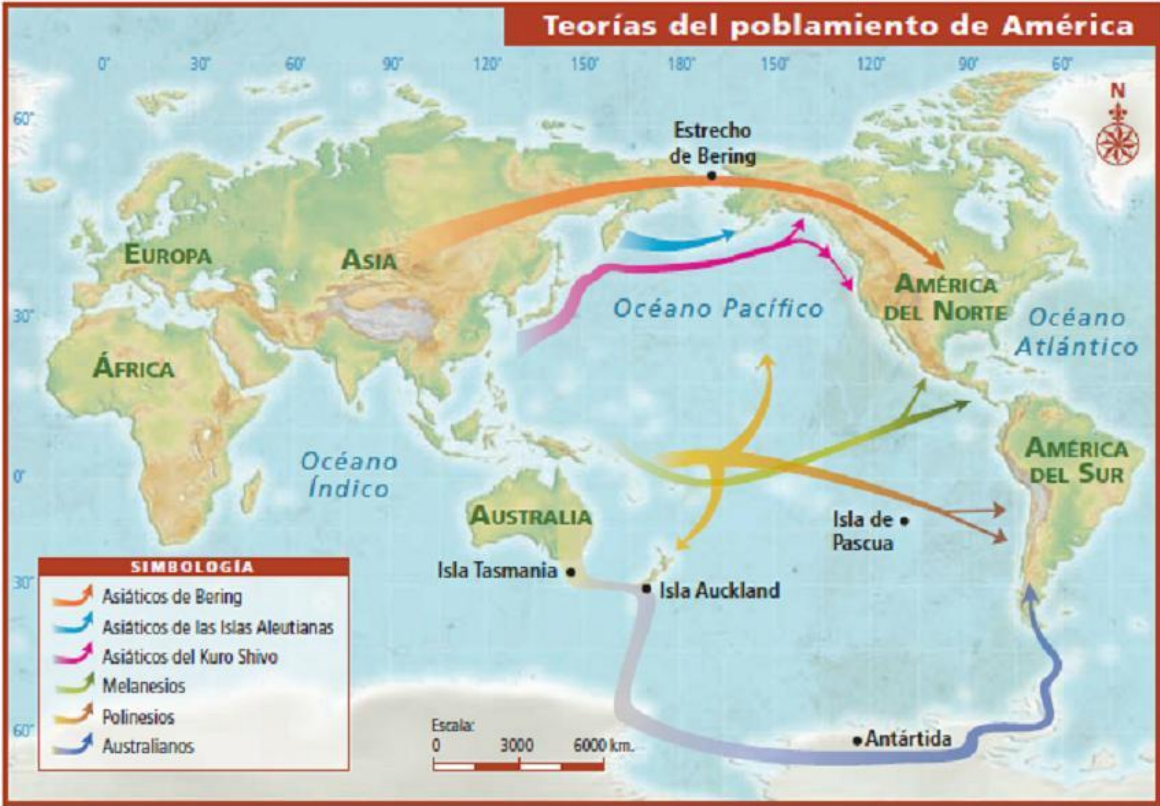 Teorías del poblamiento de América
0° 30° 60° 90° 120° 150° 180° 150° 120° 90° 60°
N
60°
Estrecho
de Bering
EUROPA
ASIA
AMÉRICA
DEL NORTE
Océano Pacífico
30°
Océano
Atlántico
ÁFRICA
Océano
Índico
0°
AMÉRICA
DEL SUR
AUSTRALIA
Isla de
Pascua
Isla Tasmania
Isla Auckland
30°
SIMBOLOGÍA
Asiáticos de Bering
Asiáticos de las Islas Aleutianas
Asiáticos del Kuro Shivo
Melanesios
Polinesios
Australianos
60°
Escala:
0 3000 6000 km.
Antártida